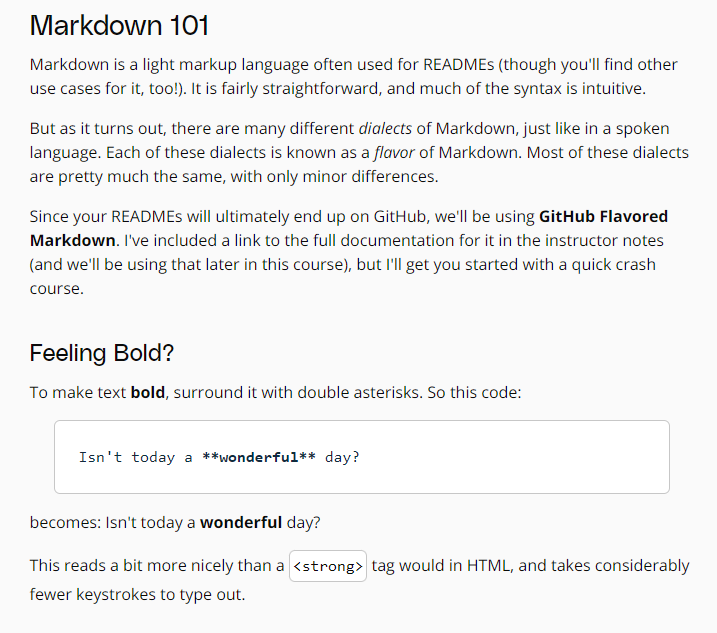 Markdown 101
Markdown is a light markup language often used for READMEs (though you'll find other
use cases for it, too!). It is fairly straightforward, and much of the syntax is intuitive.
But as it turns out, there are many different dialects of Markdown, just like in a spoken
language. Each of these dialects is known as a flavor of Markdown. Most of these dialects
are pretty much the same, with only minor differences.
Since your READMEs will ultimately end up on GitHub, we'll be using GitHub Flavored
Markdown. I've included a link to the full documentation for it in the instructor notes
(and we'll be using that later in this course), but I'll get you started with a quick crash
course.
Feeling Bold?
To make text bold, surround it with double asterisks. So this code:
Isn't today a **wonderful** day?
becomes: Isn't today a wonderful day?
This reads a bit more nicely than a <strong> tag would in HTML, and takes considerably
fewer keystrokes to type out.